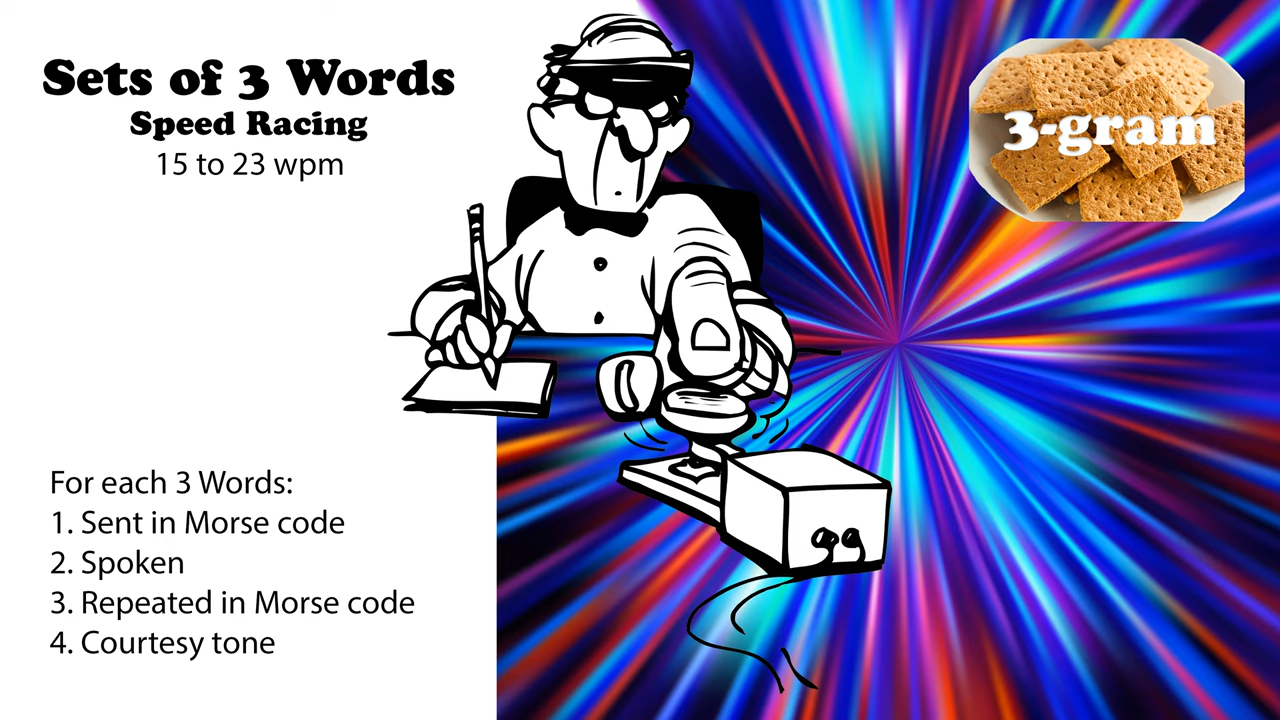 Sets of 3 Words
Speed Racing
15 to 23 wpm
3-gram
For each 3 Words:
1. Sent in Morse code
2. Spoken
3. Repeated in Morse code
4. Courtesy tone